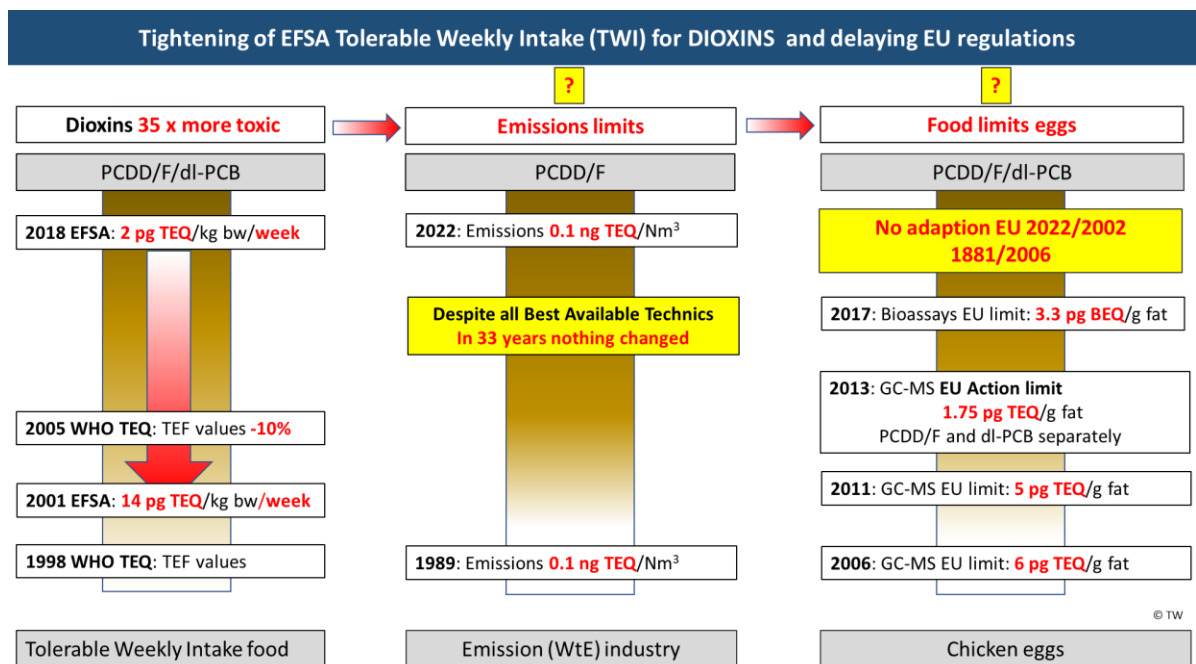 Tightening of EFSA Tolerable Weekly Intake (TWI) for DIOXINS and delaying EU regulations
Dioxins 35 x more toxic
PCDD/F/dl-PCB
2018 EFSA: 2 pg TEQ/kg bw/week
2005 WHO TEQ: TEF values -10%
2001 EFSA: 14 pg TEQ/kg bw/week
1998 WHO TEQ: TEF values
Tolerable Weekly Intake food
?
Emissions limits
PCDD/F
2022: Emissions 0.1 ng TEQ/Nm³
Despite all Best Available Technics
In 33 years nothing changed
1989: Emissions 0.1 ng TEQ/Nm³
Emission (WtE) industry
?
Food limits eggs
PCDD/F/dl-PCB
No adaption EU 2022/2002
1881/2006
2017: Bioassays EU limit: 3.3 pg BEQ/g fat
2013: GC-MS EU Action limit
1.75 pg TEQ/g fat
PCDD/F and dl-PCB separately
2011: GC-MS EU limit: 5 pg TEQ/g fat
2006: GC-MS EU limit: 6 pg TEQ/g fat
© TW
Chicken eggs